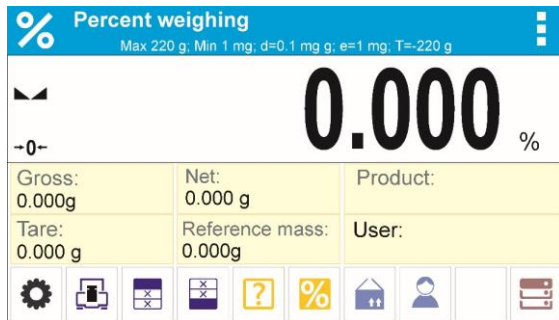 % Percent weighing
Max 220 g; Min 1 mg; d=0.1 mg g; e=1 mg; T=-220 g
0.000 %
→0←
Gross: Net: Product:
0.000g 0.000 g
Tare: Reference mass: User:
0.000 g 0.000g
? %